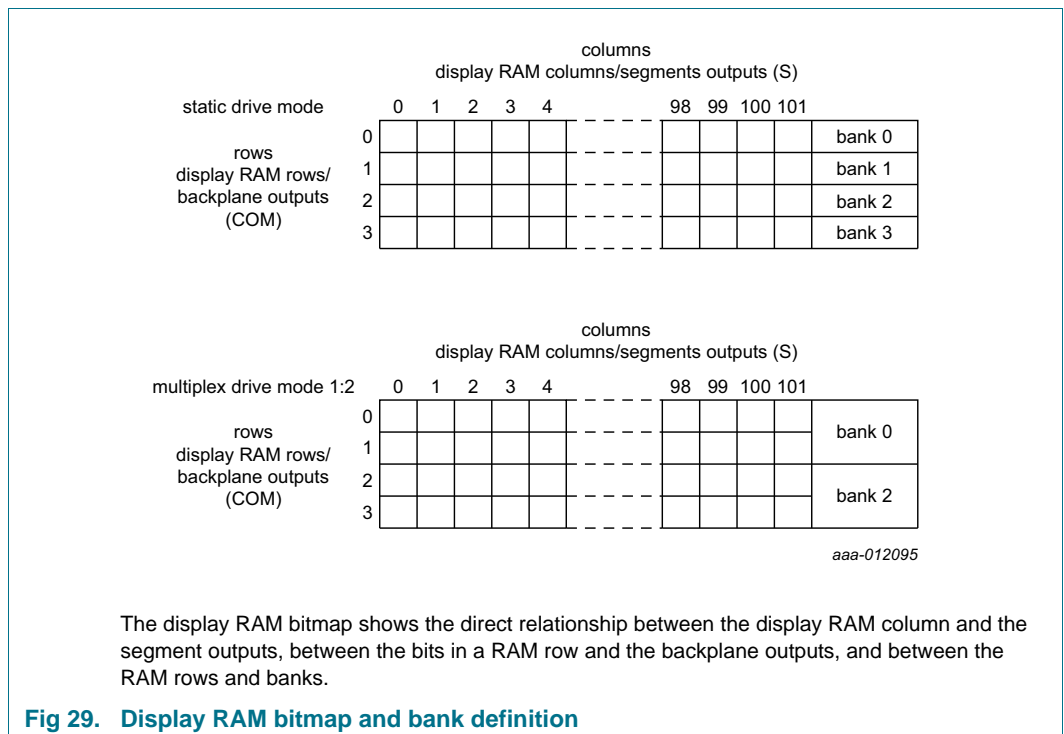 columns
display RAM columns/segments outputs (S)
static drive mode 0 1 2 3 4 98 99 100 101
0 bank 0
rows
display RAM rows/
backplane outputs
(COM)
1 bank 1
2 bank 2
3 bank 3
columns
display RAM columns/segments outputs (S)
multiplex drive mode 1:2 0 1 2 3 4 98 99 100 101
0
rows
display RAM rows/
backplane outputs
(COM)
1
bank 0
2
3
bank 2
aaa-012095
The display RAM bitmap shows the direct relationship between the display RAM column and the
segment outputs, between the bits in a RAM row and the backplane outputs, and between the
RAM rows and banks.
Fig 29. Display RAM bitmap and bank definition